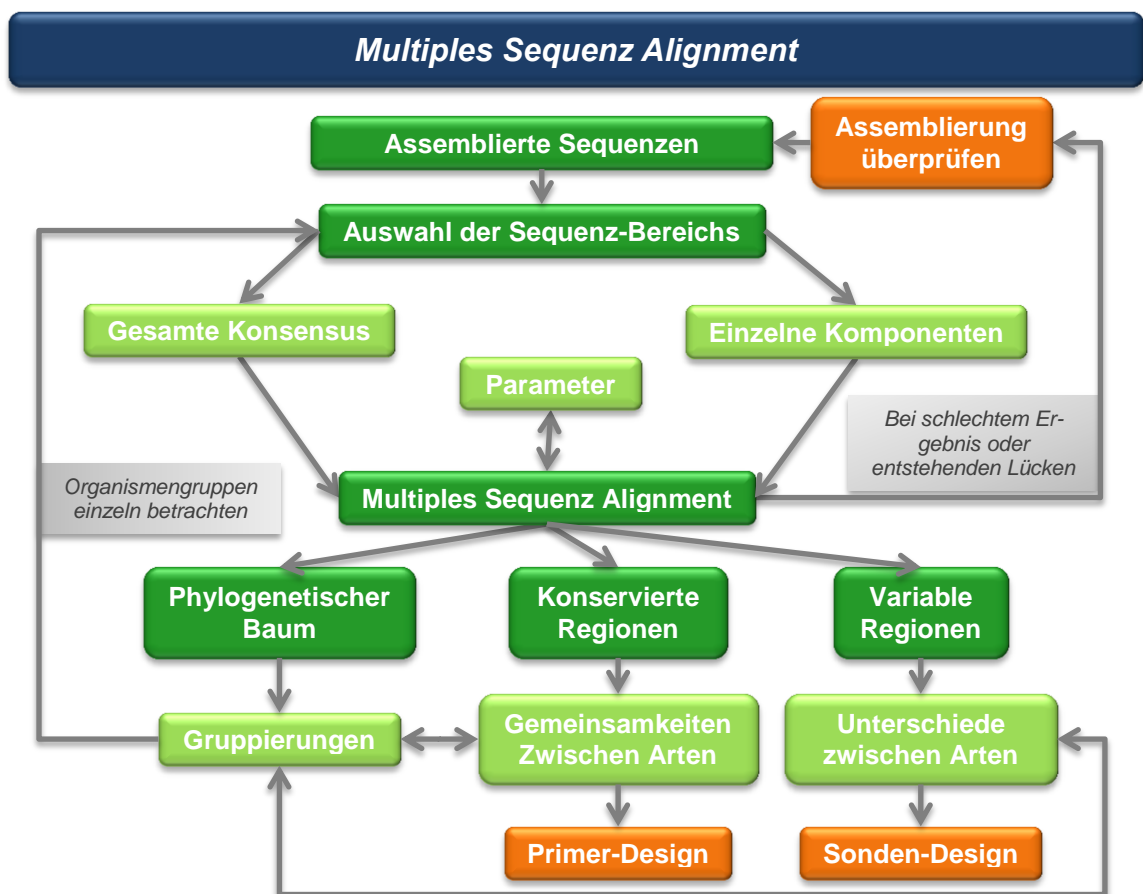 Multiples Sequenz Alignment
Assemblierte Sequenzen
Assemblierung
überprüfen
Auswahl der Sequenz-Bereichs
Gesamte Konsensus
Einzelne Komponenten
Parameter
Bei schlechtem Er-
gebnis oder
entstehenden Lücken
Organismengruppen
einzeln betrachten
Multiples Sequenz Alignment
Phylogenetischer
Baum
Konservierte
Regionen
Variable
Regionen
Gruppierungen
Gemeinsamkeiten
Zwischen Arten
Unterschiede
zwischen Arten
Primer-Design
Sonden-Design